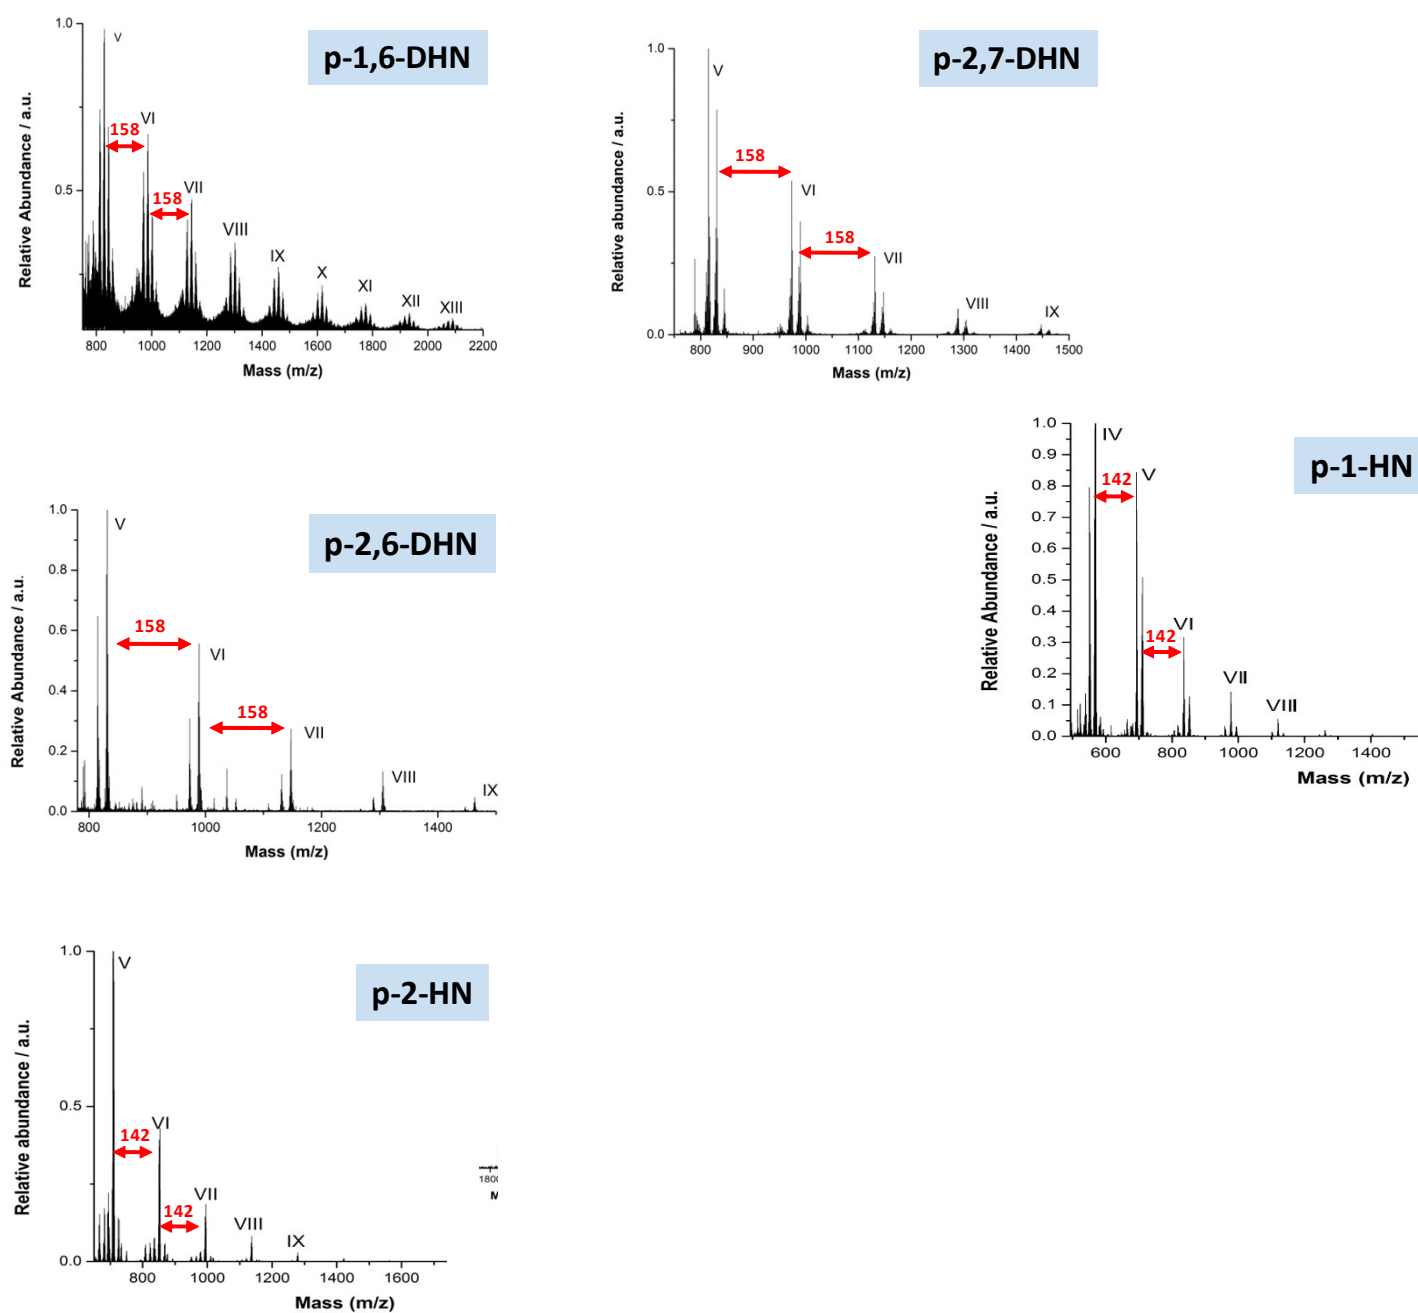 p-1,6-DHN
Relative Abundance / a.u.
1.0
0.5
V
VI
VII
VIII
IX
X
XI
XII
XIII
158
158
800 1000 1200 1400 1600 1800 2000 2200
Mass (m/z)
p-2,7-DHN
Relative abundance / a.u.
1.0
0.5
0.0
V
VI
VII
VIII
IX
158
158
800 900 1000 1100 1200 1300 1400 1500
Mass (m/z)
p-1-HN
Relative Abundance / a.u.
1.0
0.9
0.8
0.7
0.6
0.5
0.4
0.3
0.2
0.1
0.0
IV
V
VI
VII
VIII
142
142
600 800 1000 1200 1400
Mass (m/z)
p-2,6-DHN
Relative Abundance / a.u.
1.0
0.8
0.6
0.4
0.2
0.0
V
VI
VII
VIII
IX
158
158
800 1000 1200 1400
Mass (m/z)
p-2-HN
Relative abundance / a.u.
1.0
0.5
0.0
V
VI
VII
VIII
IX
142
142
800 1000 1200 1400 1600
Mass (m/z)
1800
M